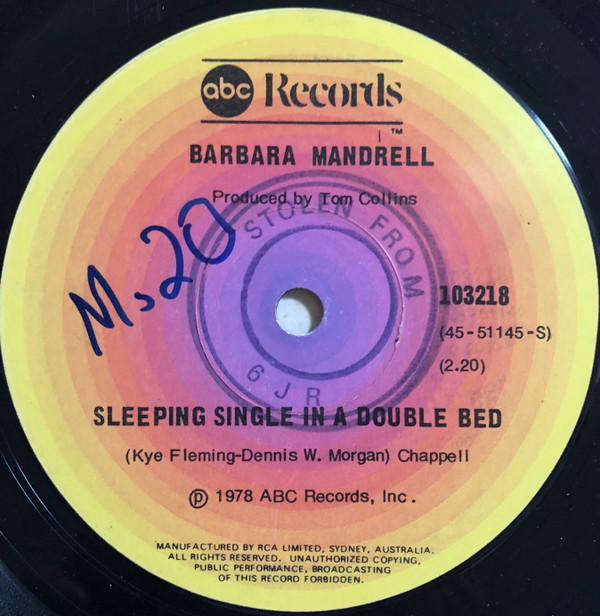 abc Records
™
BARBARA MANDRELL
Produced by Tom Collins
STOLEN FROM
6JR
Ms20
103218
(45-51145-S)
(2.20)
SLEEPING SINGLE IN A DOUBLE BED
(Kye Fleming-Dennis W. Morgan) Chappell
℗ 1978 ABC Records, Inc.
MANUFACTURED BY RCA LIMITED, SYDNEY, AUSTRALIA.
ALL RIGHTS RESERVED. UNAUTHORIZED COPYING,
PUBLIC PERFORMANCE, BROADCASTING
OF THIS RECORD FORBIDDEN.